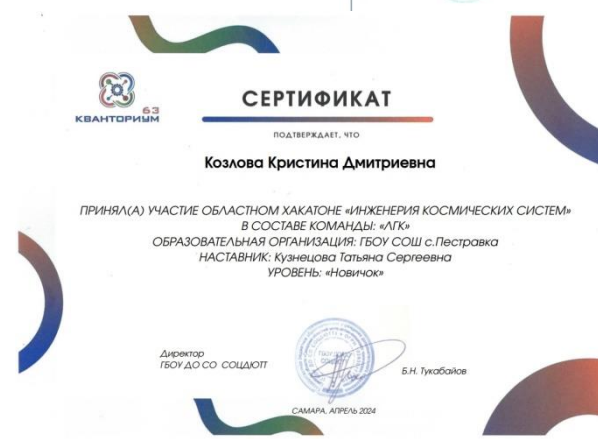 63
КВАНТОРИУМ
СЕРТИФИКАТ
ПОДТВЕРЖДАЕТ, ЧТО
Козлова Кристина Дмитриевна
ПРИНЯЛ(А) УЧАСТИЕ ОБЛАСТНОМ ХАКАТОНЕ «ИНЖЕНЕРИЯ КОСМИЧЕСКИХ СИСТЕМ»
В СОСТАВЕ КОМАНДЫ: «ЛГК»
ОБРАЗОВАТЕЛЬНАЯ ОРГАНИЗАЦИЯ: ГБОУ СОШ с.Пестравка
НАСТАВНИК: Кузнецова Татьяна Сергеевна
УРОВЕНЬ: «Новичок»
Директор
ГБОУ ДО СО СОЦДЮТТ
Б.Н. Тукабайов
САМАРА, АПРЕЛЬ 2024